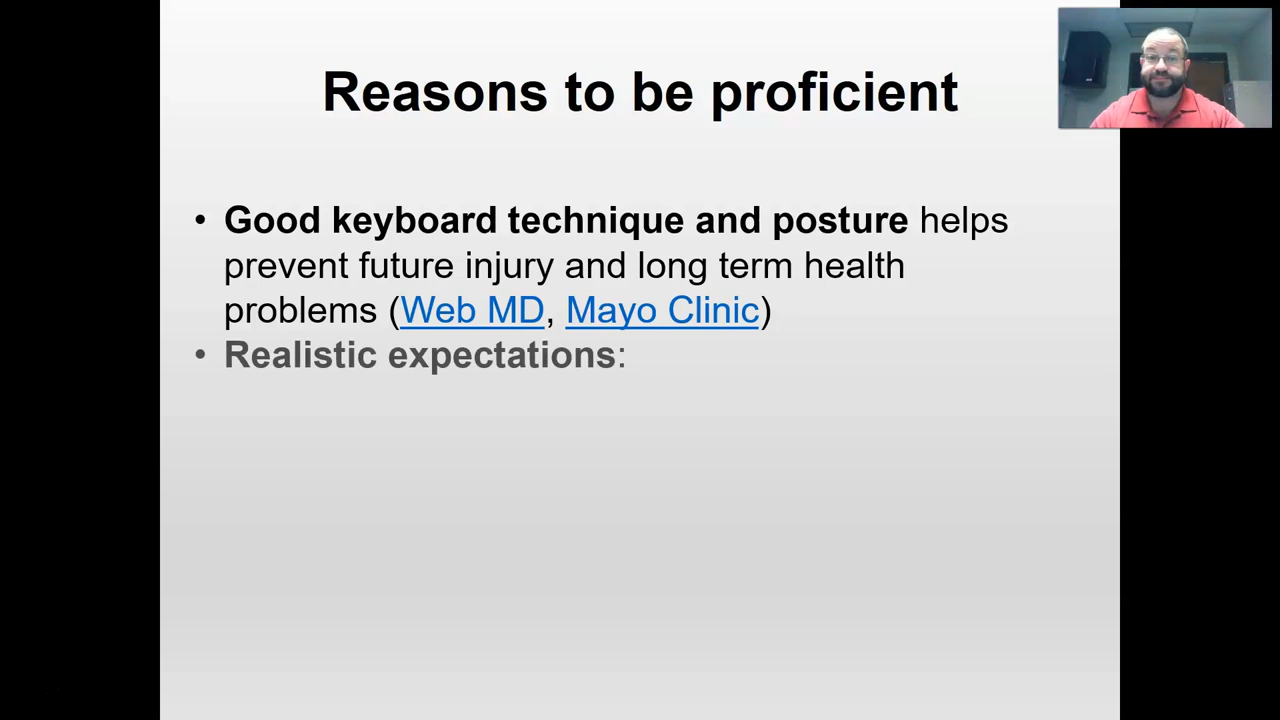 Reasons to be proficient
• Good keyboard technique and posture helps
prevent future injury and long term health
problems (Web MD, Mayo Clinic)
• Realistic expectations: